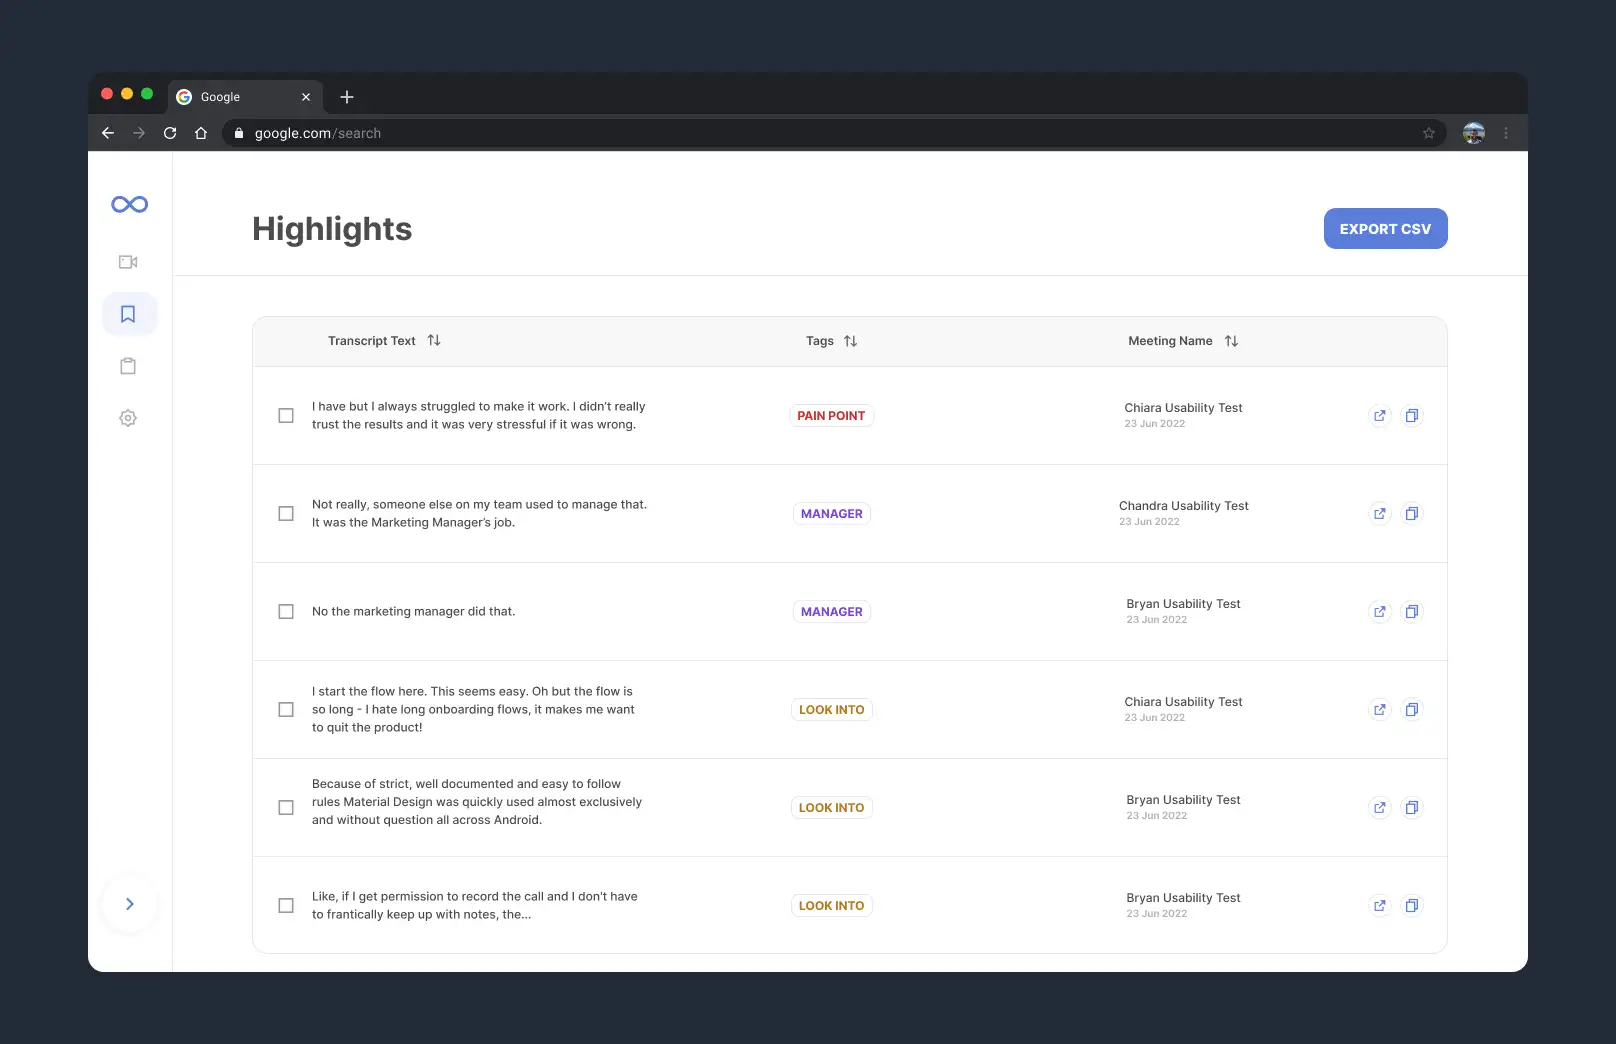 Google
google.com/search
Highlights
EXPORT CSV
Transcript Text
Tags
Meeting Name
I have but I always struggled to make it work. I didn’t really
trust the results and it was very stressful if it was wrong.
PAIN POINT
Chiara Usability Test
23 Jun 2022
Not really, someone else on my team used to manage that.
It was the Marketing Manager’s job.
MANAGER
Chandra Usability Test
23 Jun 2022
No the marketing manager did that.
MANAGER
Bryan Usability Test
23 Jun 2022
I start the flow here. This seems easy. Oh but the flow is
so long - I hate long onboarding flows, it makes me want
to quit the product!
LOOK INTO
Chiara Usability Test
23 Jun 2022
Because of strict, well documented and easy to follow
rules Material Design was quickly used almost exclusively
and without question all across Android.
LOOK INTO
Bryan Usability Test
23 Jun 2022
Like, if I get permission to record the call and I don’t have
to frantically keep up with notes, the...
LOOK INTO
Bryan Usability Test
23 Jun 2022